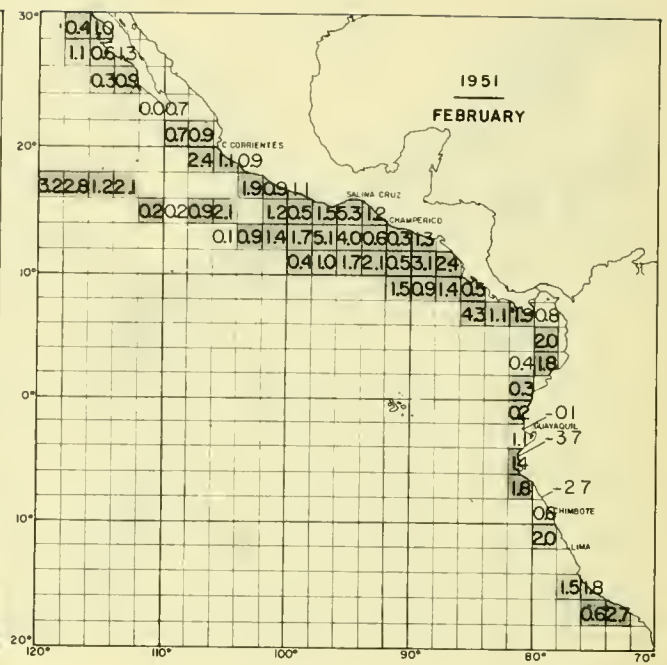 30°
0.4 1.0
1.1 0.6 1.3
0.3 0.9
1951
FEBRUARY
0.0 0.7
20°
0.7 0.9
C. CORRIENTES
2.4 1.1 0.9
3.2 2.8 1.2 2.1
1.9 0.9 1.1
SALINA CRUZ
0.2 0.2 0.9 2.1
1.2 0.5 1.5 5.3 1.2
CHAMPERICO
0.1 0.9 1.4 1.7 5.1 4.0 0.6 0.3 1.3
10°
0.4 1.0 1.7 2.1 0.5 3.1 2.4
1.5 0.9 1.4 0.5
4.3 1.1 1.9 0.8
2.0
0.4 1.8
0°
0.3
0.2 -0.1
GUAYAQUIL
1.1 -3.7
1.4
1.8 -2.7
10°
0.6 CHIMBOTE
2.0
LIMA
1.5 1.8
0.6 2.7
20°
120° 110° 100° 90° 80° 70°